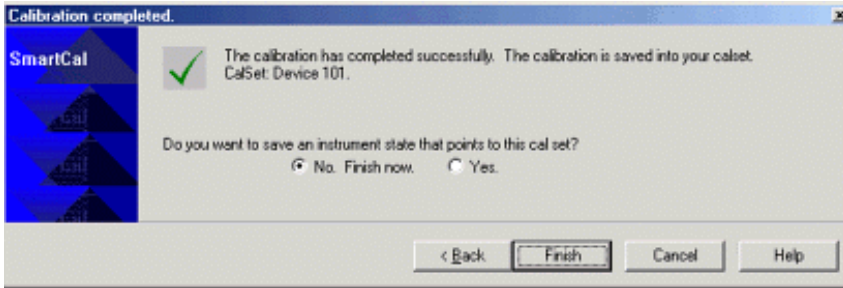 Calibration completed.
SmartCal
The calibration has completed successfully. The calibration is saved into your calset.
CalSet: Device 101.
Do you want to save an instrument state that points to this cal set?
No. Finish now. Yes.
< Back Finish Cancel Help